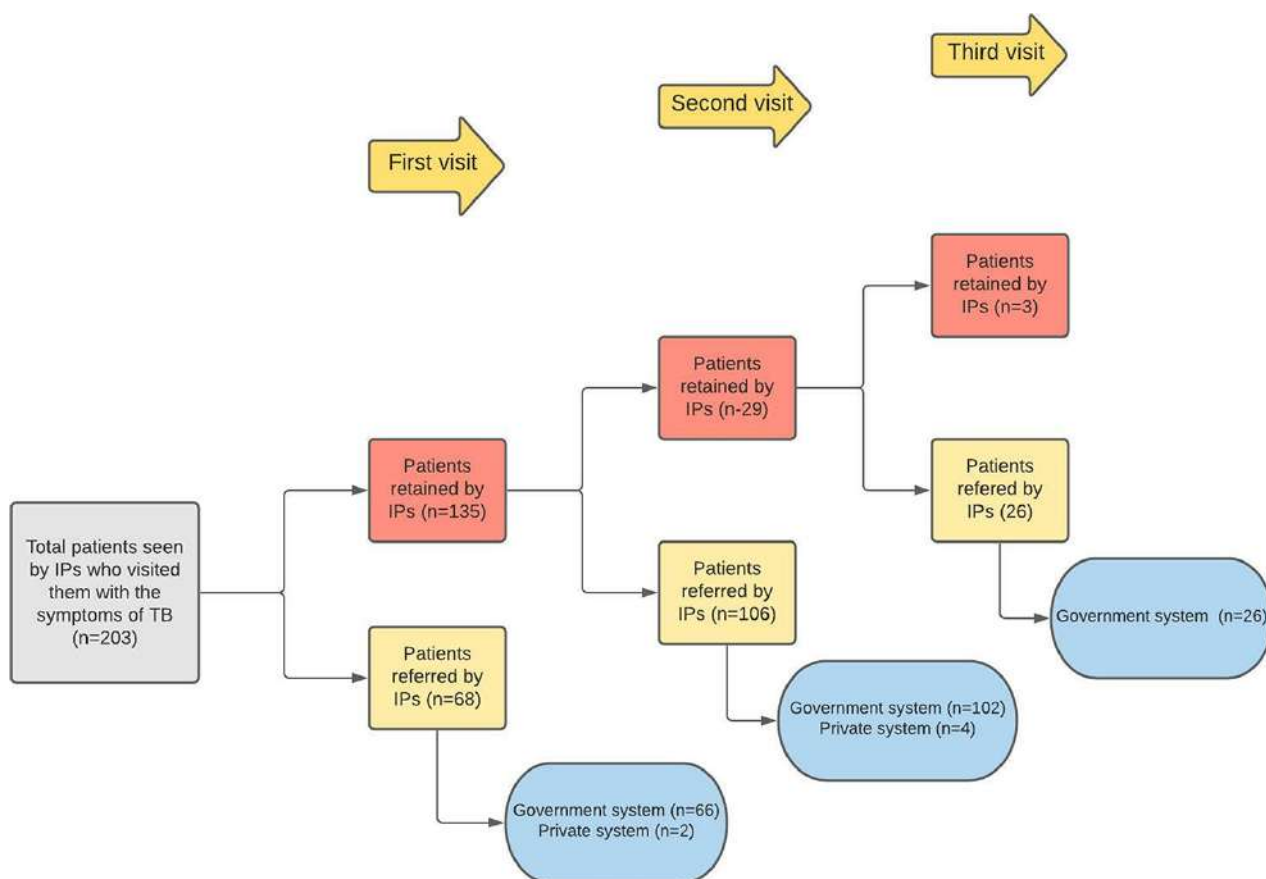 Third visit
Second visit
First visit
Patients
retained by
IPs (n=3)
Patients
retained by
IPs (n-29)
Patients
retained by
IPs (n=135)
Patients
refered by
IPs (26)
Total patients seen
by IPs who visited
them with the
symptoms of TB
(n=203)
Patients
referred by
IPs (n=106)
Government system (n=26)
Patients
referred by
IPs (n=68)
Government system (n=102)
Private system (n=4)
Government system (n=66)
Private system (n=2)